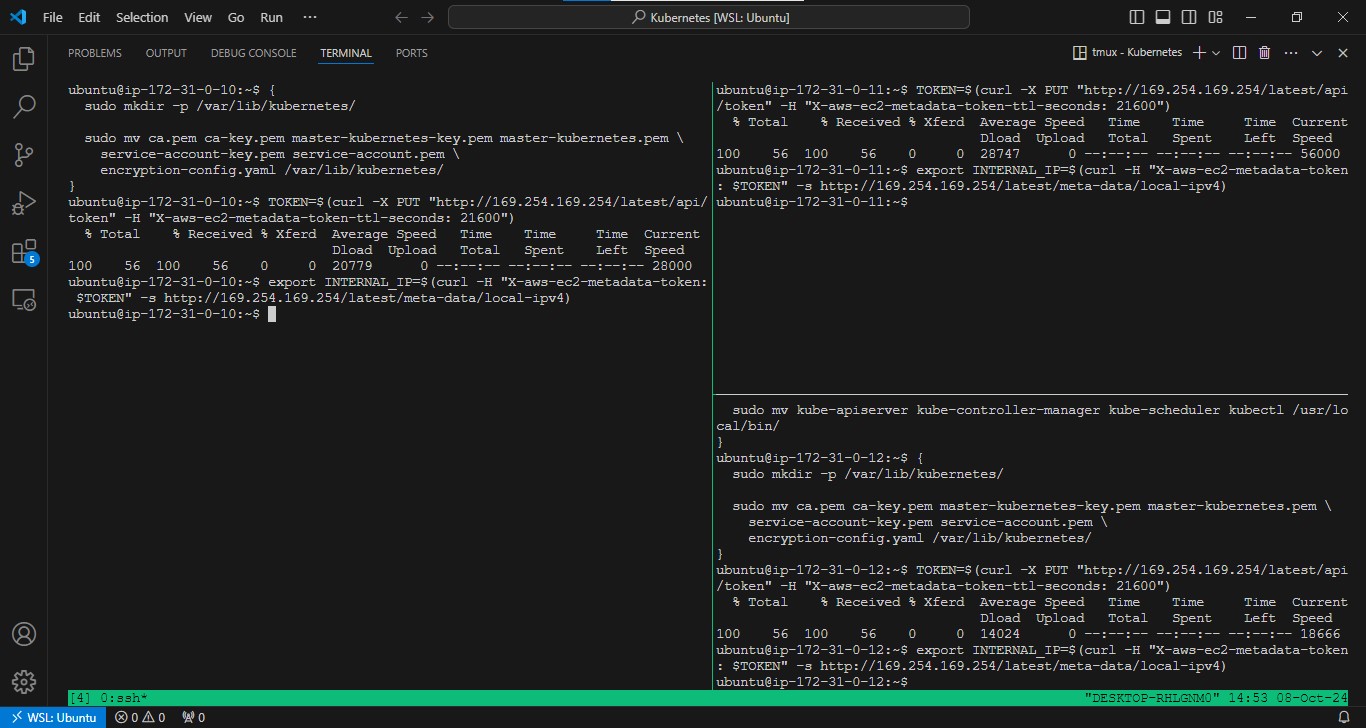 File Edit Selection View Go Run ··· Kubernetes [WSL: Ubuntu]
PROBLEMS OUTPUT DEBUG CONSOLE TERMINAL PORTS tmux - Kubernetes
ubuntu@ip-172-31-0-10:~$ {
  sudo mkdir -p /var/lib/kubernetes/

  sudo mv ca.pem ca-key.pem master-kubernetes-key.pem master-kubernetes.pem \
    service-account-key.pem service-account.pem \
    encryption-config.yaml /var/lib/kubernetes/
}
ubuntu@ip-172-31-0-10:~$ TOKEN=$(curl -X PUT "http://169.254.169.254/latest/api/
token" -H "X-aws-ec2-metadata-token-ttl-seconds: 21600")
  % Total    % Received % Xferd  Average Speed   Time    Time     Time  Current
                                 Dload  Upload   Total   Spent    Left  Speed
100    56  100    56    0     0  20779      0 --:--:-- --:--:-- --:--:-- 28000
ubuntu@ip-172-31-0-10:~$ export INTERNAL_IP=$(curl -H "X-aws-ec2-metadata-token:
 $TOKEN" -s http://169.254.169.254/latest/meta-data/local-ipv4)
ubuntu@ip-172-31-0-10:~$
ubuntu@ip-172-31-0-11:~$ TOKEN=$(curl -X PUT "http://169.254.169.254/latest/api
/token" -H "X-aws-ec2-metadata-token-ttl-seconds: 21600")
  % Total    % Received % Xferd  Average Speed   Time    Time     Time  Current
                                 Dload  Upload   Total   Spent    Left  Speed
100    56  100    56    0     0  28747      0 --:--:-- --:--:-- --:--:-- 56000
ubuntu@ip-172-31-0-11:~$ export INTERNAL_IP=$(curl -H "X-aws-ec2-metadata-token
: $TOKEN" -s http://169.254.169.254/latest/meta-data/local-ipv4)
ubuntu@ip-172-31-0-11:~$
  sudo mv kube-apiserver kube-controller-manager kube-scheduler kubectl /usr/lo
cal/bin/
}
ubuntu@ip-172-31-0-12:~$ {
  sudo mkdir -p /var/lib/kubernetes/

  sudo mv ca.pem ca-key.pem master-kubernetes-key.pem master-kubernetes.pem \
    service-account-key.pem service-account.pem \
    encryption-config.yaml /var/lib/kubernetes/
}
ubuntu@ip-172-31-0-12:~$ TOKEN=$(curl -X PUT "http://169.254.169.254/latest/api
/token" -H "X-aws-ec2-metadata-token-ttl-seconds: 21600")
  % Total    % Received % Xferd  Average Speed   Time    Time     Time  Current
                                 Dload  Upload   Total   Spent    Left  Speed
100    56  100    56    0     0  14024      0 --:--:-- --:--:-- --:--:-- 18666
ubuntu@ip-172-31-0-12:~$ export INTERNAL_IP=$(curl -H "X-aws-ec2-metadata-token
: $TOKEN" -s http://169.254.169.254/latest/meta-data/local-ipv4)
ubuntu@ip-172-31-0-12:~$
5
[4] 0:ssh* "DESKTOP-RHLGNM0" 14:53 08-Oct-24
WSL: Ubuntu 0 0 0